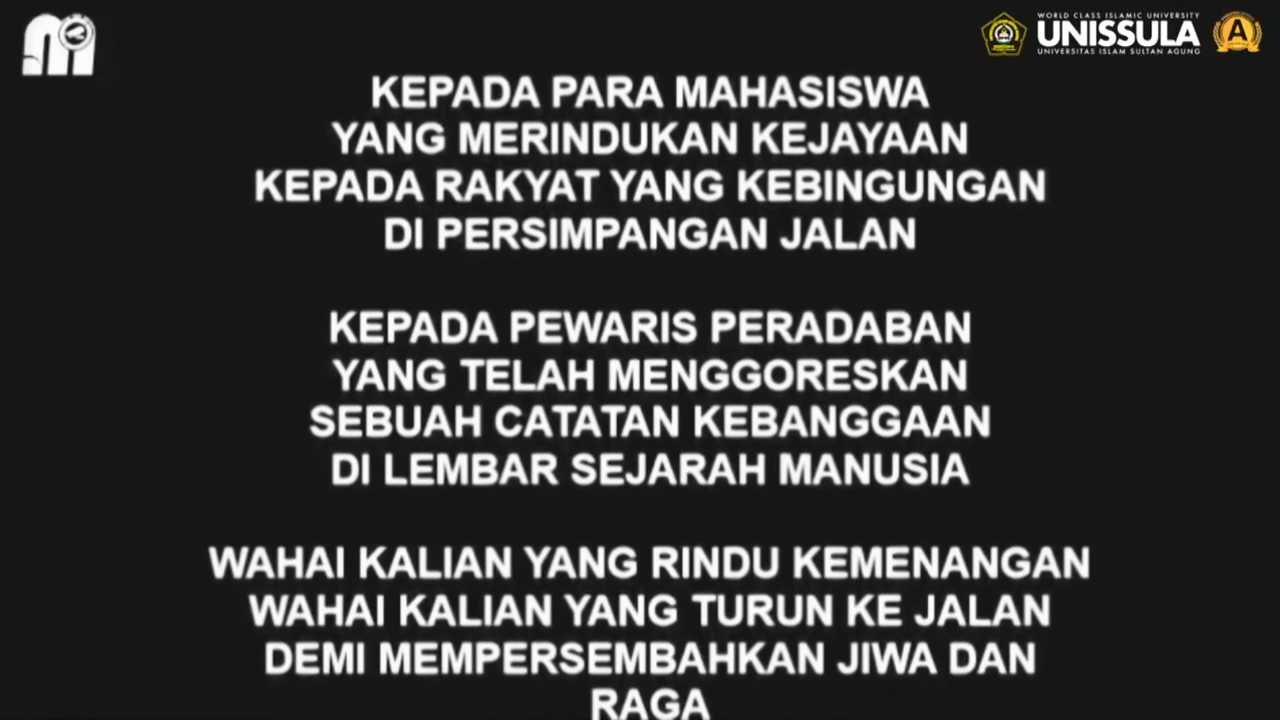 WORLD CLASS ISLAMIC UNIVERSITY
UNISSULA
UNIVERSITAS ISLAM SULTAN AGUNG
A
KEPADA PARA MAHASISWA
YANG MERINDUKAN KEJAYAAN
KEPADA RAKYAT YANG KEBINGUNGAN
DI PERSIMPANGAN JALAN
KEPADA PEWARIS PERADABAN
YANG TELAH MENGGORESKAN
SEBUAH CATATAN KEBANGGAAN
DI LEMBAR SEJARAH MANUSIA
WAHAI KALIAN YANG RINDU KEMENANGAN
WAHAI KALIAN YANG TURUN KE JALAN
DEMI MEMPERSEMBAHKAN JIWA DAN
RAGA